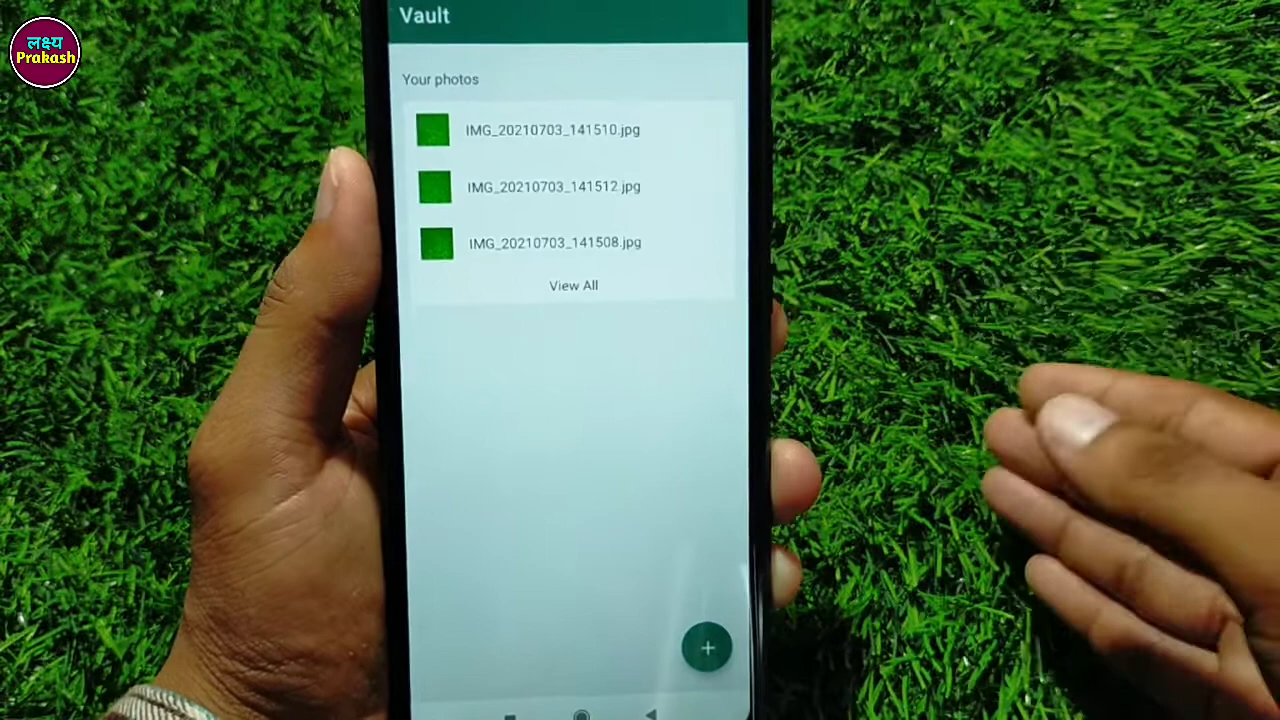 लक्ष्य
Prakash
Vault
Your photos
IMG_20210703_141510.jpg
IMG_20210703_141512.jpg
IMG_20210703_141508.jpg
View All
+